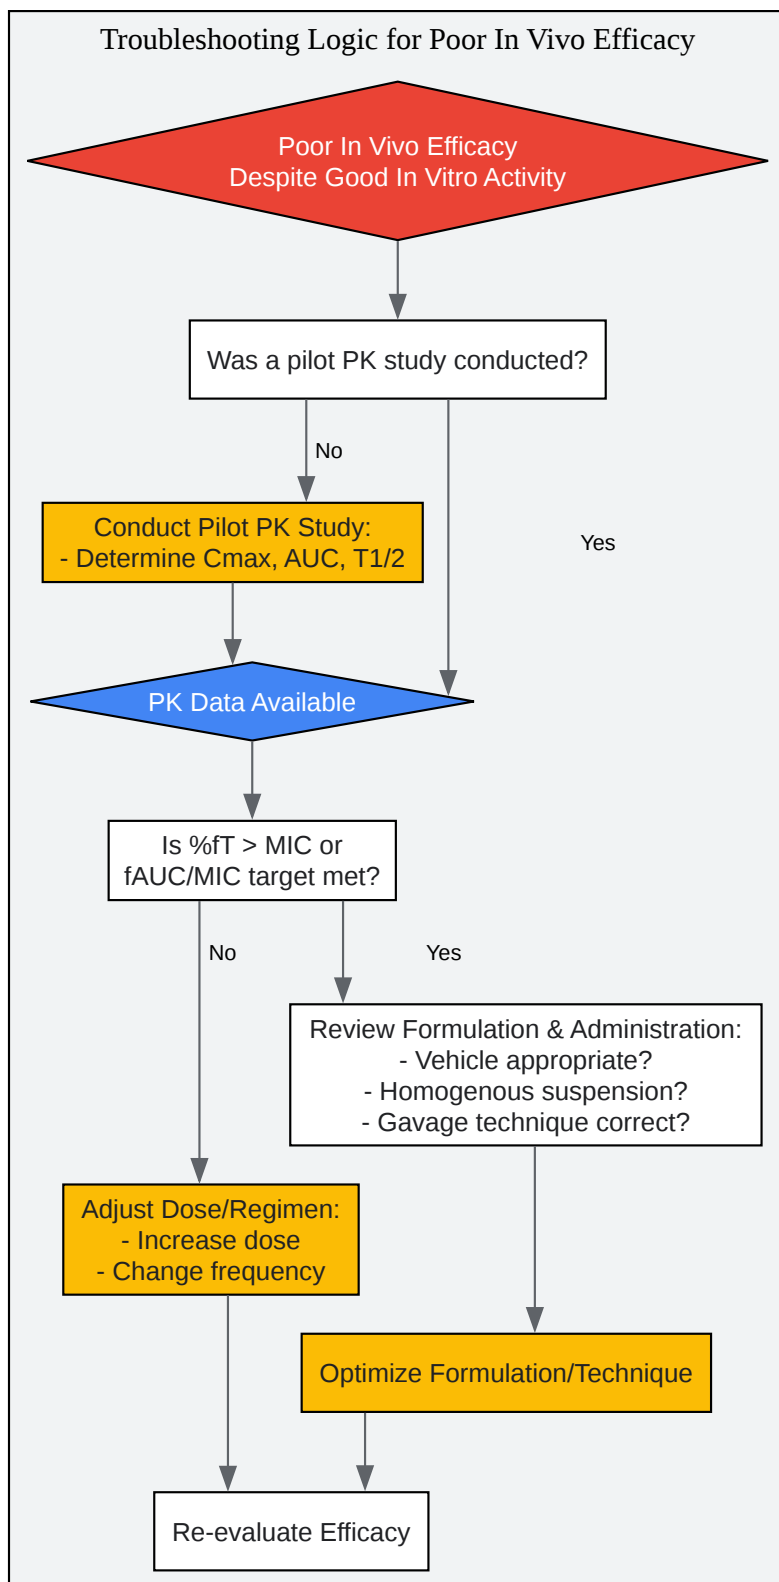 Troubleshooting Logic for Poor In Vivo Efficacy
Poor In Vivo Efficacy
Despite Good In Vitro Activity
Was a pilot PK study conducted?
No
Yes
Conduct Pilot PK Study:
- Determine Cmax, AUC, T1/2
PK Data Available
Is %fT > MIC or
fAUC/MIC target met?
No
Yes
Review Formulation & Administration:
- Vehicle appropriate?
- Homogenous suspension?
- Gavage technique correct?
Adjust Dose/Regimen:
- Increase dose
- Change frequency
Optimize Formulation/Technique
Re-evaluate Efficacy